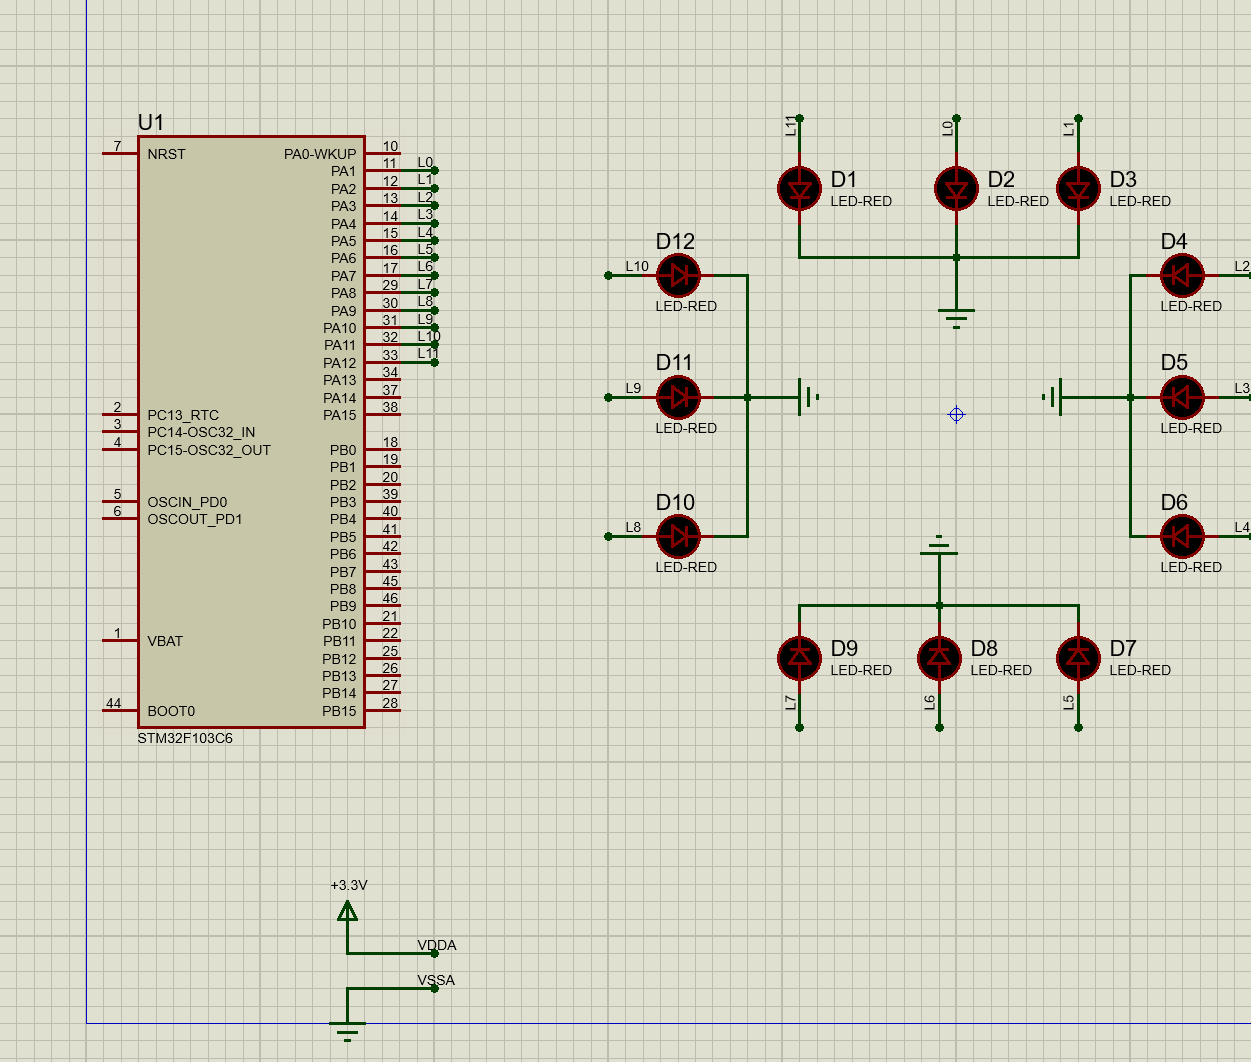 U1
7 NRST PA0-WKUP 10
PA1 11 L0
PA2 12 L1
PA3 13 L2
PA4 14 L3
PA5 15 L4
PA6 16 L5
PA7 17 L6
PA8 29 L7
PA9 30 L8
PA10 31 L9
PA11 32 L10
PA12 33 L11
PA13 34
PA14 37
2 PC13_RTC PA15 38
3 PC14-OSC32_IN
4 PC15-OSC32_OUT PB0 18
PB1 19
PB2 20
5 OSCIN_PD0 PB3 39
6 OSCOUT_PD1 PB4 40
PB5 41
PB6 42
PB7 43
PB8 45
PB9 46
PB10 21
1 VBAT PB11 22
PB12 25
PB13 26
PB14 27
44 BOOT0 PB15 28
STM32F103C6
L11
D1
LED-RED
L0
D2
LED-RED
L1
D3
LED-RED
D12
L10
LED-RED
D4
L2
LED-RED
D11
L9
LED-RED
D5
L3
LED-RED
D10
L8
LED-RED
D6
L4
LED-RED
D9
LED-RED
L7
D8
LED-RED
L6
D7
LED-RED
L5
+3.3V
VDDA
VSSA